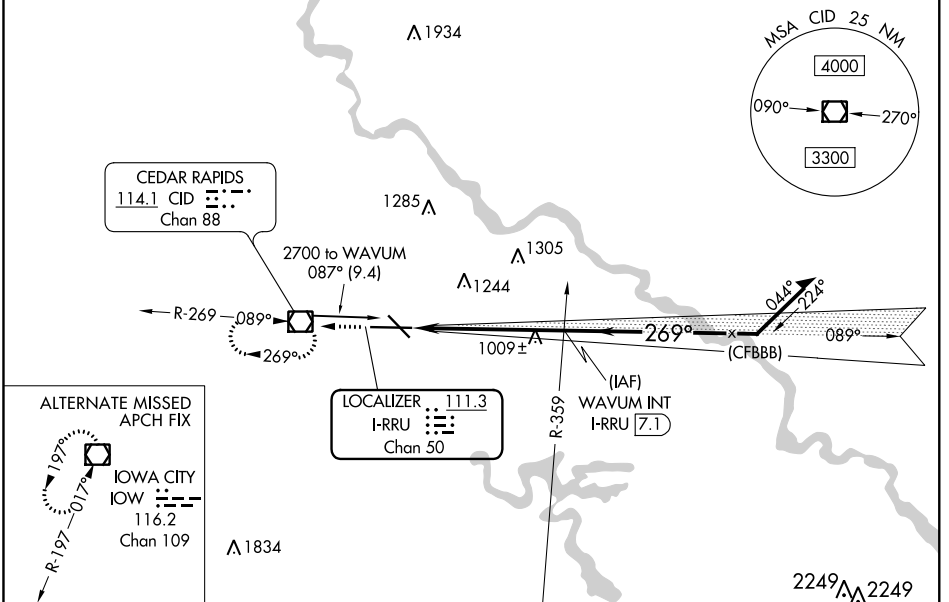 1934
MSA CID 25 NM
4000
090°
270°
3300
CEDAR RAPIDS
114.1 CID
Chan 88
1285
2700 to WAVUM
087° (9.4)
1305
1244
044°
224°
R-269
089°
269°
1009±
269°
089°
(CFBBB)
x
(IAF)
WAVUM INT
I-RRU 7.1
R-359
LOCALIZER 111.3
I-RRU
Chan 50
ALTERNATE MISSED
APCH FIX
197°
017°
R-197
IOWA CITY
IOW
116.2
Chan 109
1834
2249 2249